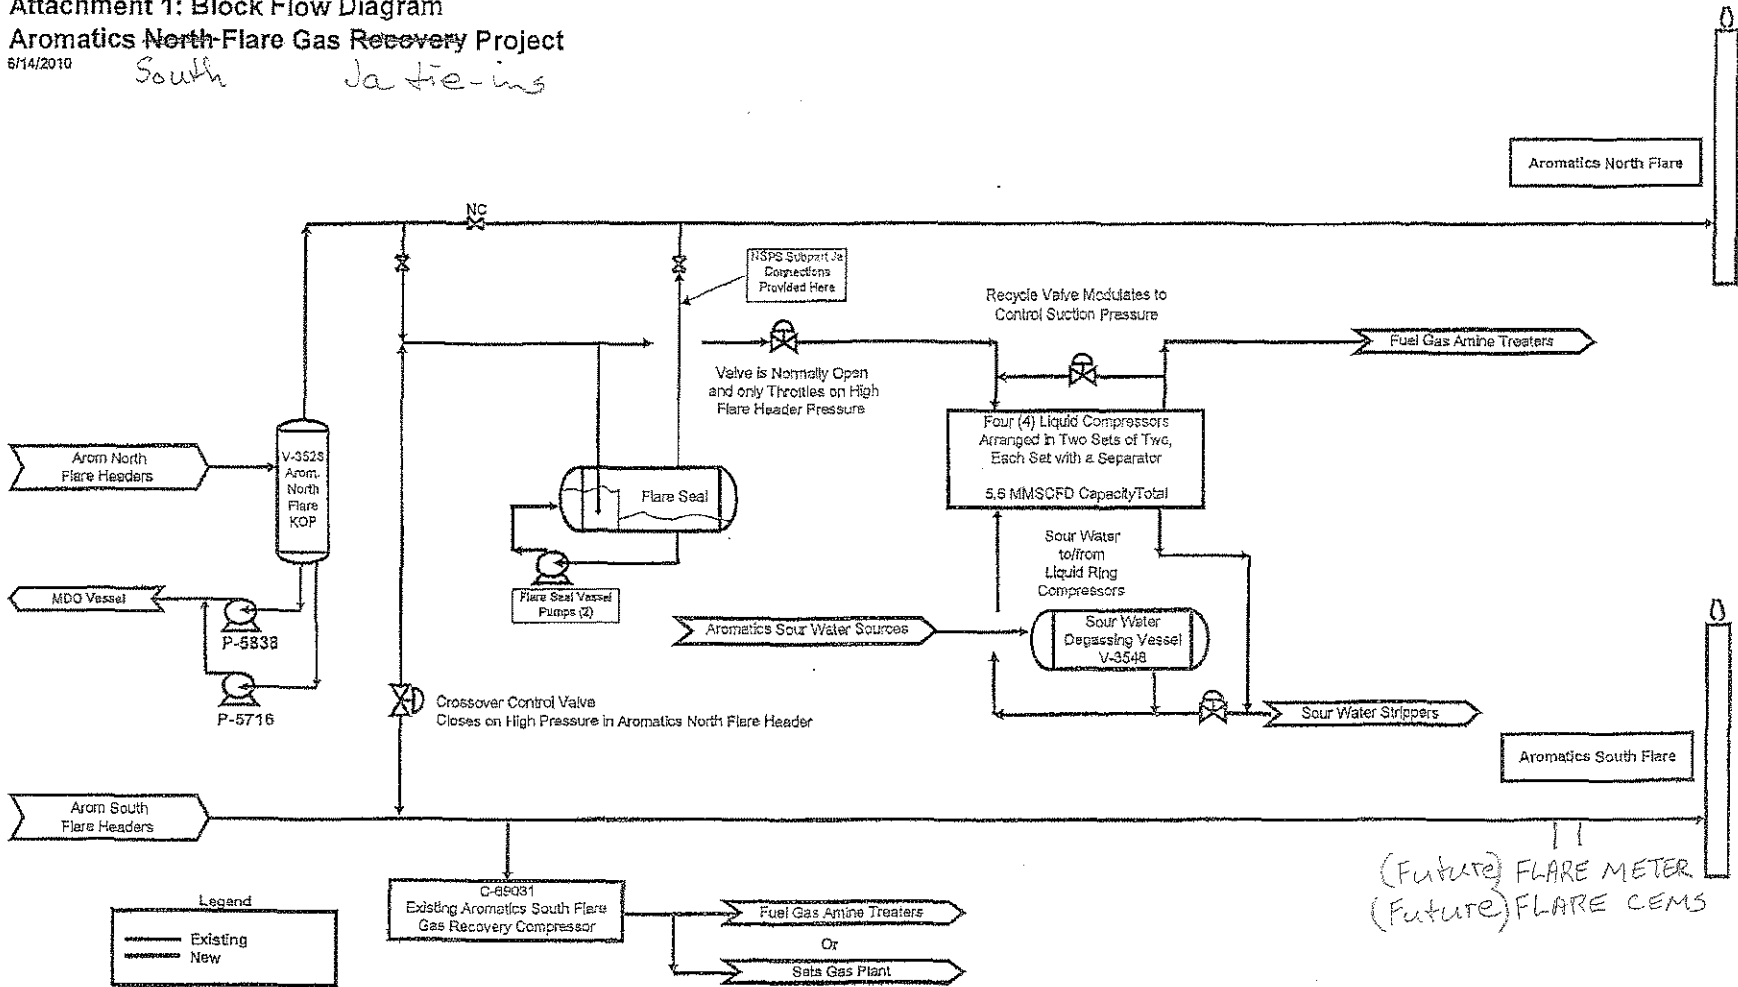 Attachment 1: Block Flow Diagram
Aromatics North Flare Gas Recovery Project
6/14/2010
South Ja tie-ins
Aromatics North Flare
NC
NSPS Subpart Ja
Connections
Provided Here
Recycle Valve Modulates to
Control Suction Pressure
Fuel Gas Amine Treaters
Valve is Normally Open
and only Throttles on High
Flare Header Pressure
Four (4) Liquid Compressors
Arranged in Two Sets of Two,
Each Set with a Separator
5.6 MMSCFD CapacityTotal
Arom North
Flare Headers
V-3528
Arom.
North
Flare
KOP
Flare Seal
Sour Water
to/from
Liquid Ring
Compressors
MDO Vessel
Flare Seal Vessel
Pumps (2)
P-5838
Aromatics Sour Water Sources
Sour Water
Degassing Vessel
V-3548
P-5716
Crossover Control Valve
Closes on High Pressure in Aromatics North Flare Header
Sour Water Strippers
Aromatics South Flare
Arom South
Flare Headers
(Future) FLARE METER
(Future) FLARE CEMS
C-69031
Existing Aromatics South Flare
Gas Recovery Compressor
Fuel Gas Amine Treaters
Or
Sats Gas Plant
Legend
Existing
New